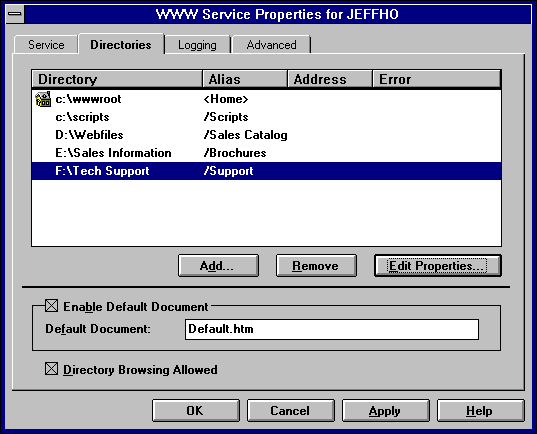 WWW Service Properties for JEFFHO
Service Directories Logging Advanced
Directory Alias Address Error
c:\wwwroot <Home>
c:\scripts /Scripts
D:\Webfiles /Sales Catalog
E:\Sales Information /Brochures
F:\Tech Support /Support
Add... Remove Edit Properties...
Enable Default Document
Default Document: Default.htm
Directory Browsing Allowed
OK Cancel Apply Help